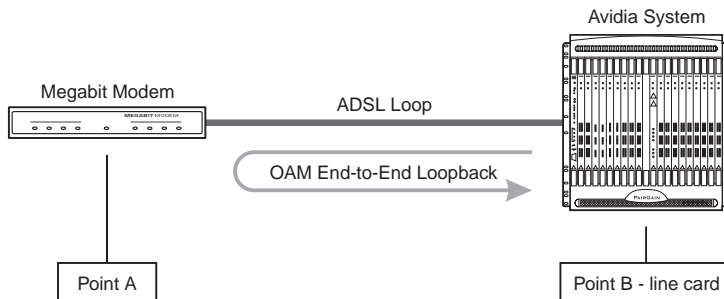 Avidia System
Megabit Modem
ADSL Loop
MEGABIT MODEM
OAM End-to-End Loopback
PAIRGAIN
Point A
Point B - line card